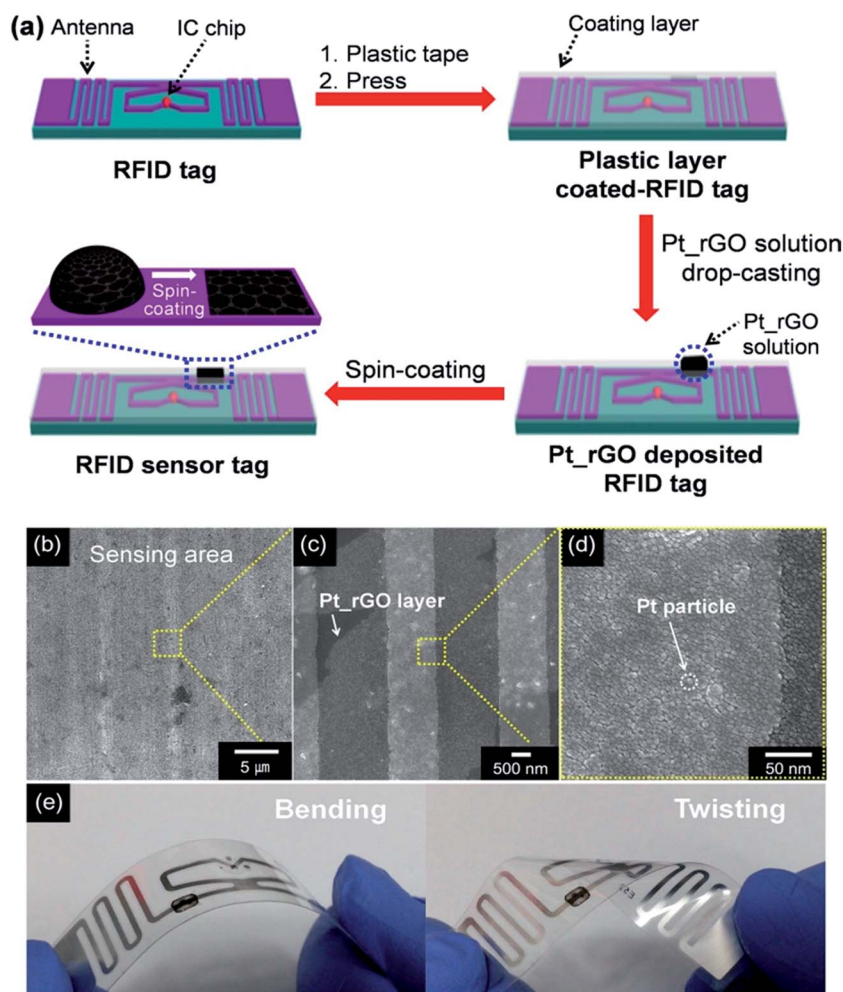 (a)
Antenna
IC chip
1. Plastic tape
2. Press
Coating layer
RFID tag
Plastic layer
coated-RFID tag
Pt_rGO solution
drop-casting
Spin-
coating
Pt_rGO
solution
Spin-coating
RFID sensor tag
Pt_rGO deposited
RFID tag
(b)
Sensing area
5 μm
(c)
Pt_rGO layer
500 nm
(d)
Pt particle
50 nm
(e)
Bending
Twisting